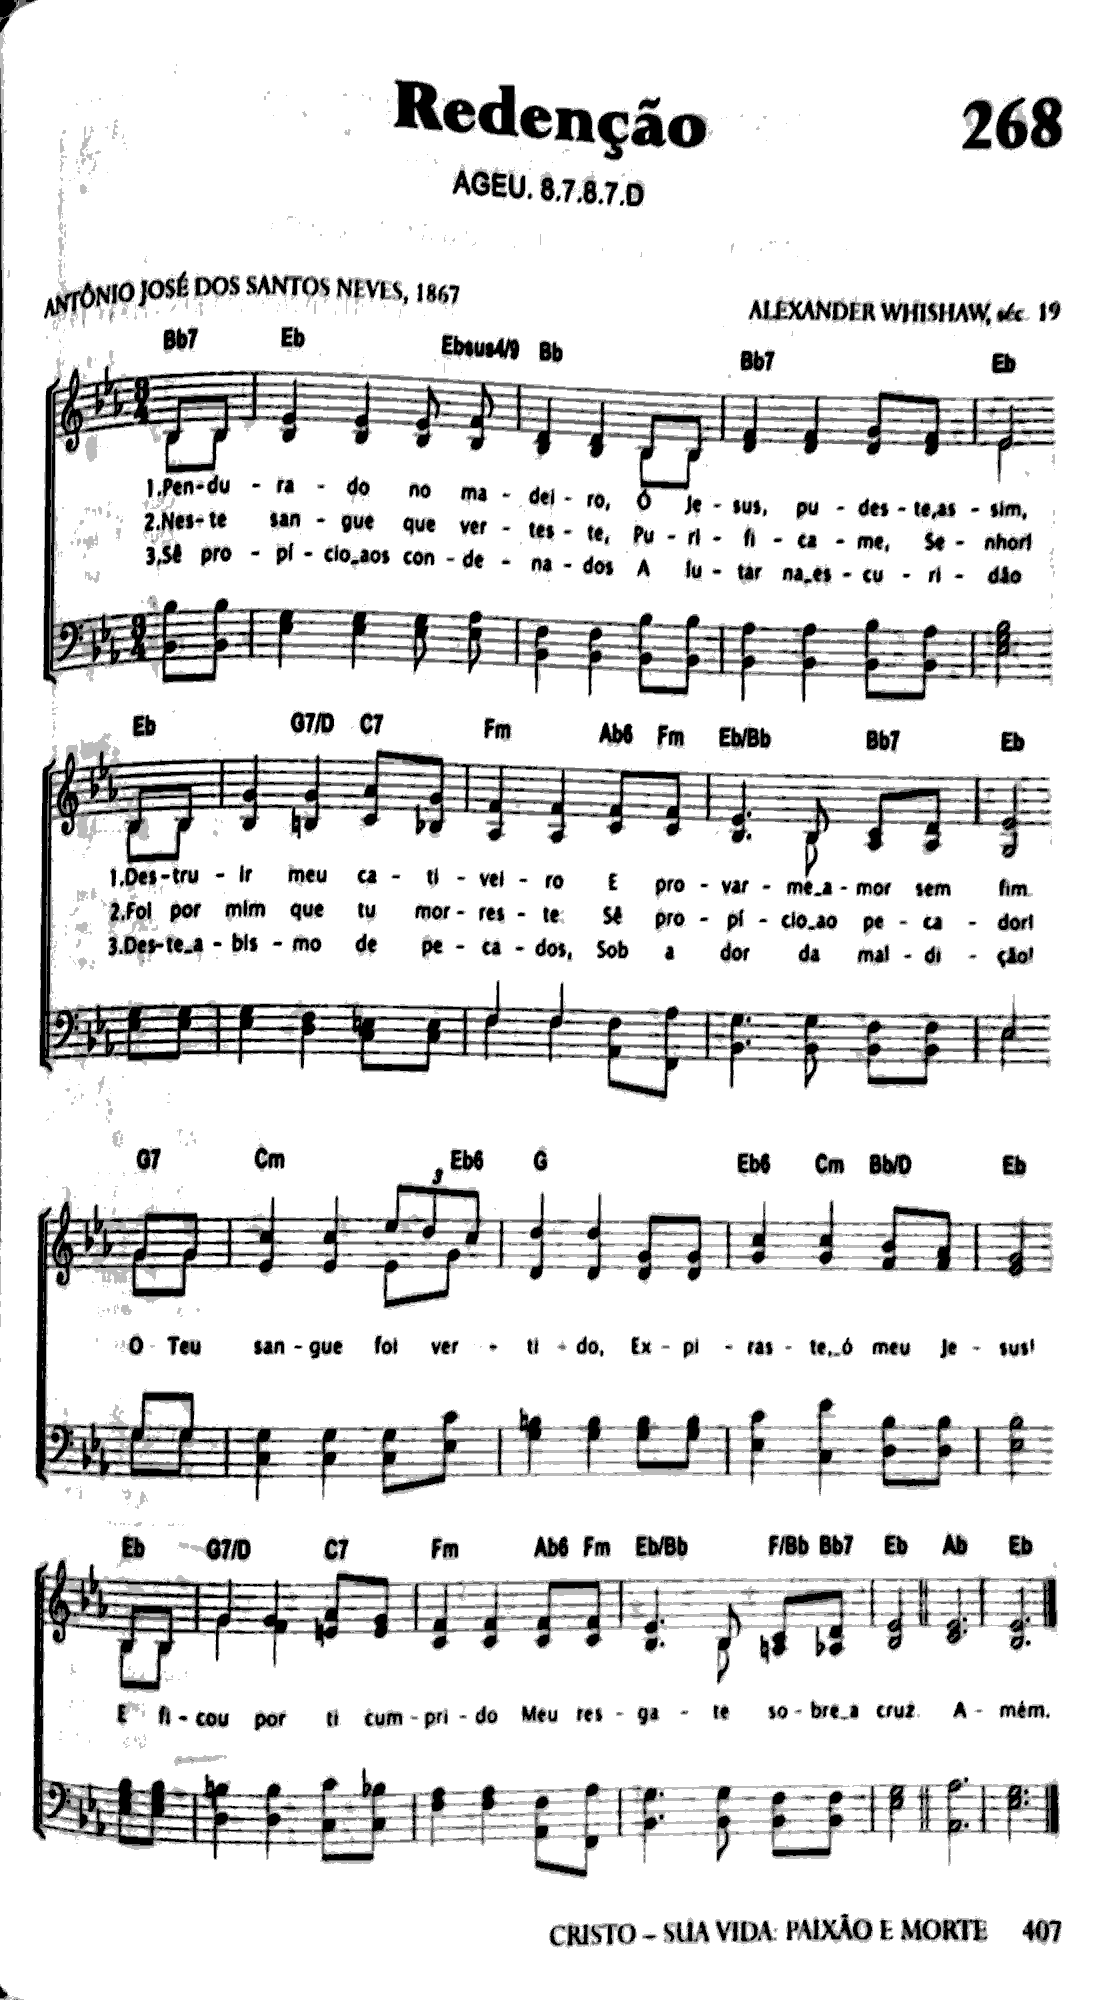 Redenção
268
AGEU. 8.7.8.7.D
ANTÔNIO JOSÉ DOS SANTOS NEVES, 1867
ALEXANDER WHISHAW, séc. 19
Bb7 Eb Ebsus4/9 Bb Bb7 Eb
1.Pen-du - ra - do no ma - dei - ro, Ó Je - sus, pu - des - te,as - sim,
2.Nes-te san - gue que ver - tes - te, Pu - ri - fi - ca - me, Se - nhor!
3.Sê pro - pí - cio_aos con - de - na - dos A lu - tar na_es - cu - ri - dão
Eb G7/D C7 Fm Ab6 Fm Eb/Bb Bb7 Eb
1.Des-tru - ir meu ca - ti - vei - ro E pro - var - me_a - mor sem fim.
2.Foi por mim que tu mor - res - te: Sê pro - pí - cio_ao pe - ca - dor!
3.Des-te_a - bis - mo de pe - ca - dos, Sob a dor da mal - di - ção!
G7 Cm Eb6 G Eb6 Cm Bb/D Eb
3
O Teu san - gue foi ver - ti - do, Ex - pi - ras - te,_ó meu Je - sus!
Eb G7/D C7 Fm Ab6 Fm Eb/Bb F/Bb Bb7 Eb Ab Eb
E fi - cou por ti cum - pri - do Meu res - ga - te so - bre_a cruz. A - mém.
CRISTO – SUA VIDA: PAIXÃO E MORTE 407